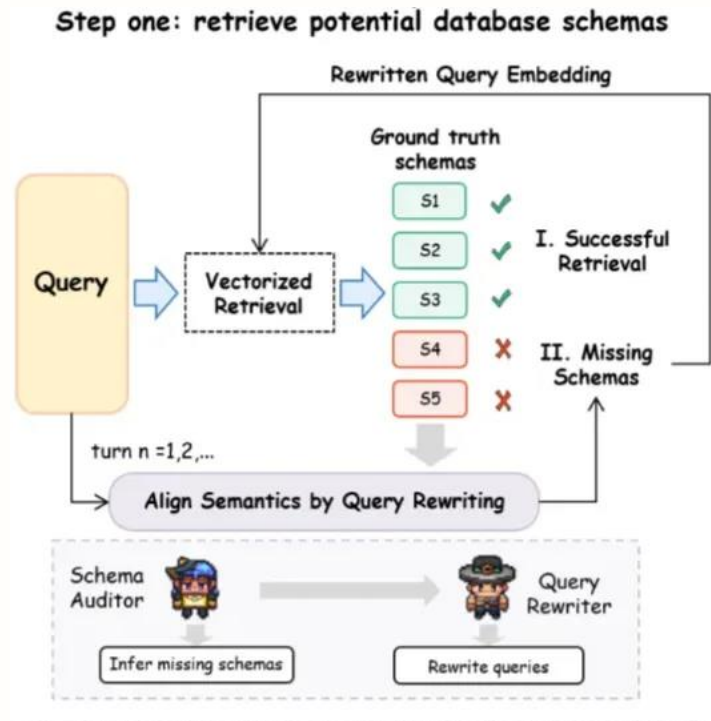 Step one: retrieve potential database schemas
Rewritten Query Embedding
Ground truth
schemas
S1
S2
S3
S4
S5
I. Successful
Retrieval
II. Missing
Schemas
Query
Vectorized
Retrieval
turn n =1,2,...
Align Semantics by Query Rewriting
Schema
Auditor
Query
Rewriter
Infer missing schemas
Rewrite queries